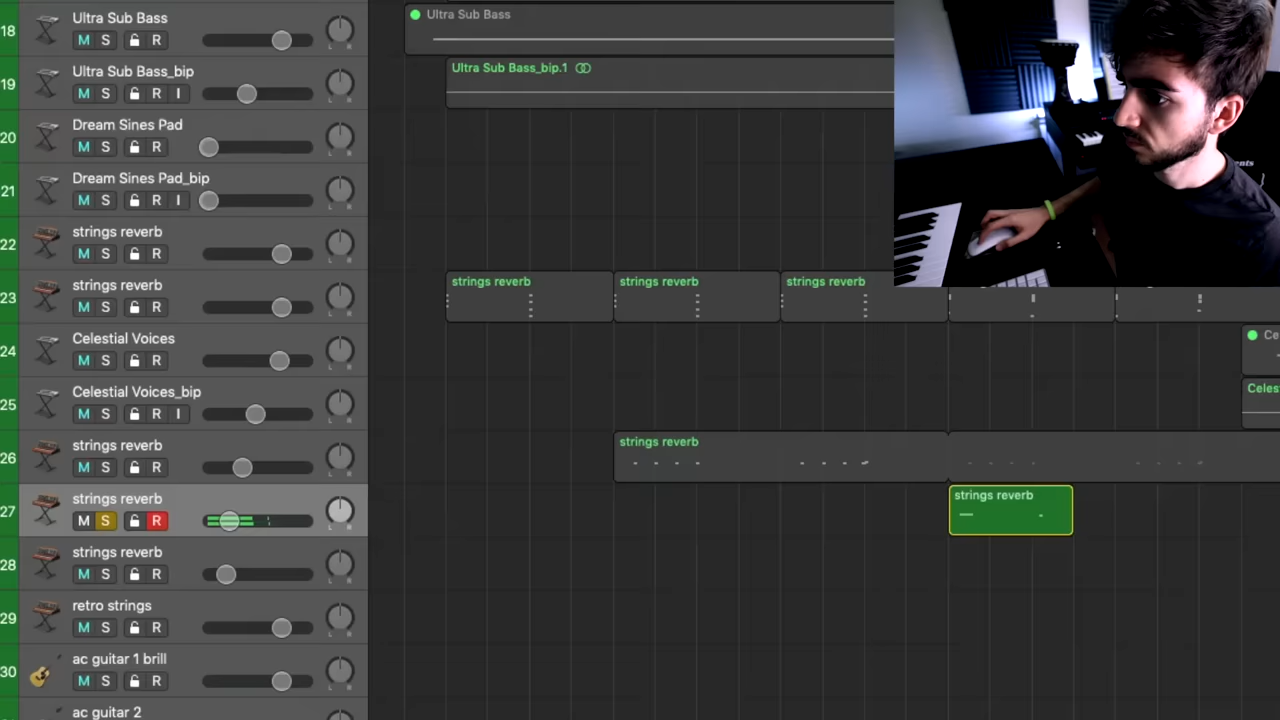 18
Ultra Sub Bass
M S R
Ultra Sub Bass
19
Ultra Sub Bass_bip
M S R I
Ultra Sub Bass_bip.1
20
Dream Sines Pad
M S R
21
Dream Sines Pad_bip
M S R I
22
strings reverb
M S R
23
strings reverb
M S R
strings reverb
strings reverb
strings reverb
24
Celestial Voices
M S R
Ce
25
Celestial Voices_bip
M S R I
Celes
26
strings reverb
M S R
strings reverb
27
strings reverb
M S R
strings reverb
28
strings reverb
M S R
29
retro strings
M S R
30
ac guitar 1 brill
M S R
ac guitar 2